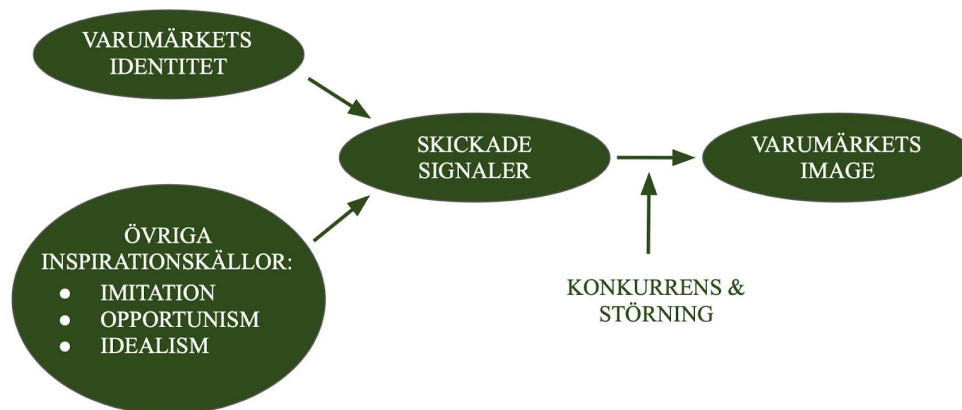 VARUMÄRKETS
IDENTITET
SKICKADE
SIGNALER
VARUMÄRKETS
IMAGE
ÖVRIGA
INSPIRATIONSKÄLLOR:
● IMITATION
● OPPORTUNISM
● IDEALISM
KONKURRENS &
STÖRNING